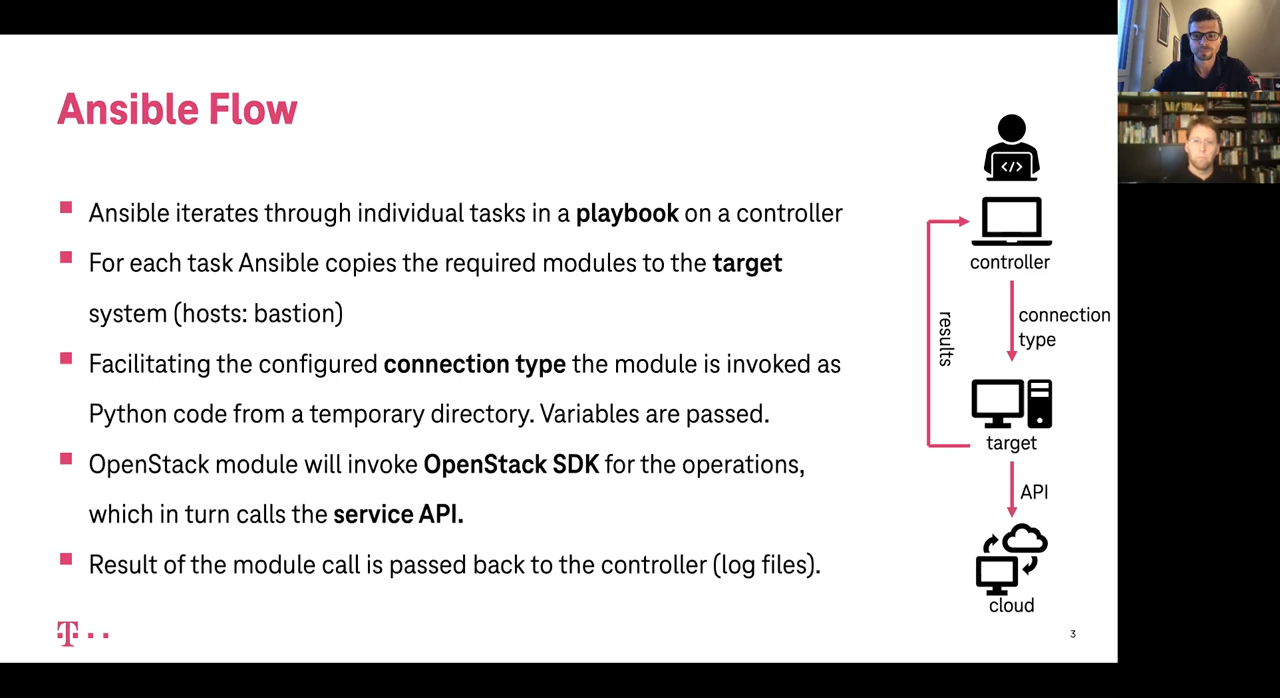 Ansible Flow
Ansible iterates through individual tasks in a playbook on a controller
For each task Ansible copies the required modules to the target
system (hosts: bastion)
Facilitating the configured connection type the module is invoked as
Python code from a temporary directory. Variables are passed.
OpenStack module will invoke OpenStack SDK for the operations,
which in turn calls the service API.
Result of the module call is passed back to the controller (log files).
</>
controller
connection
type
results
target
API
cloud
T
3